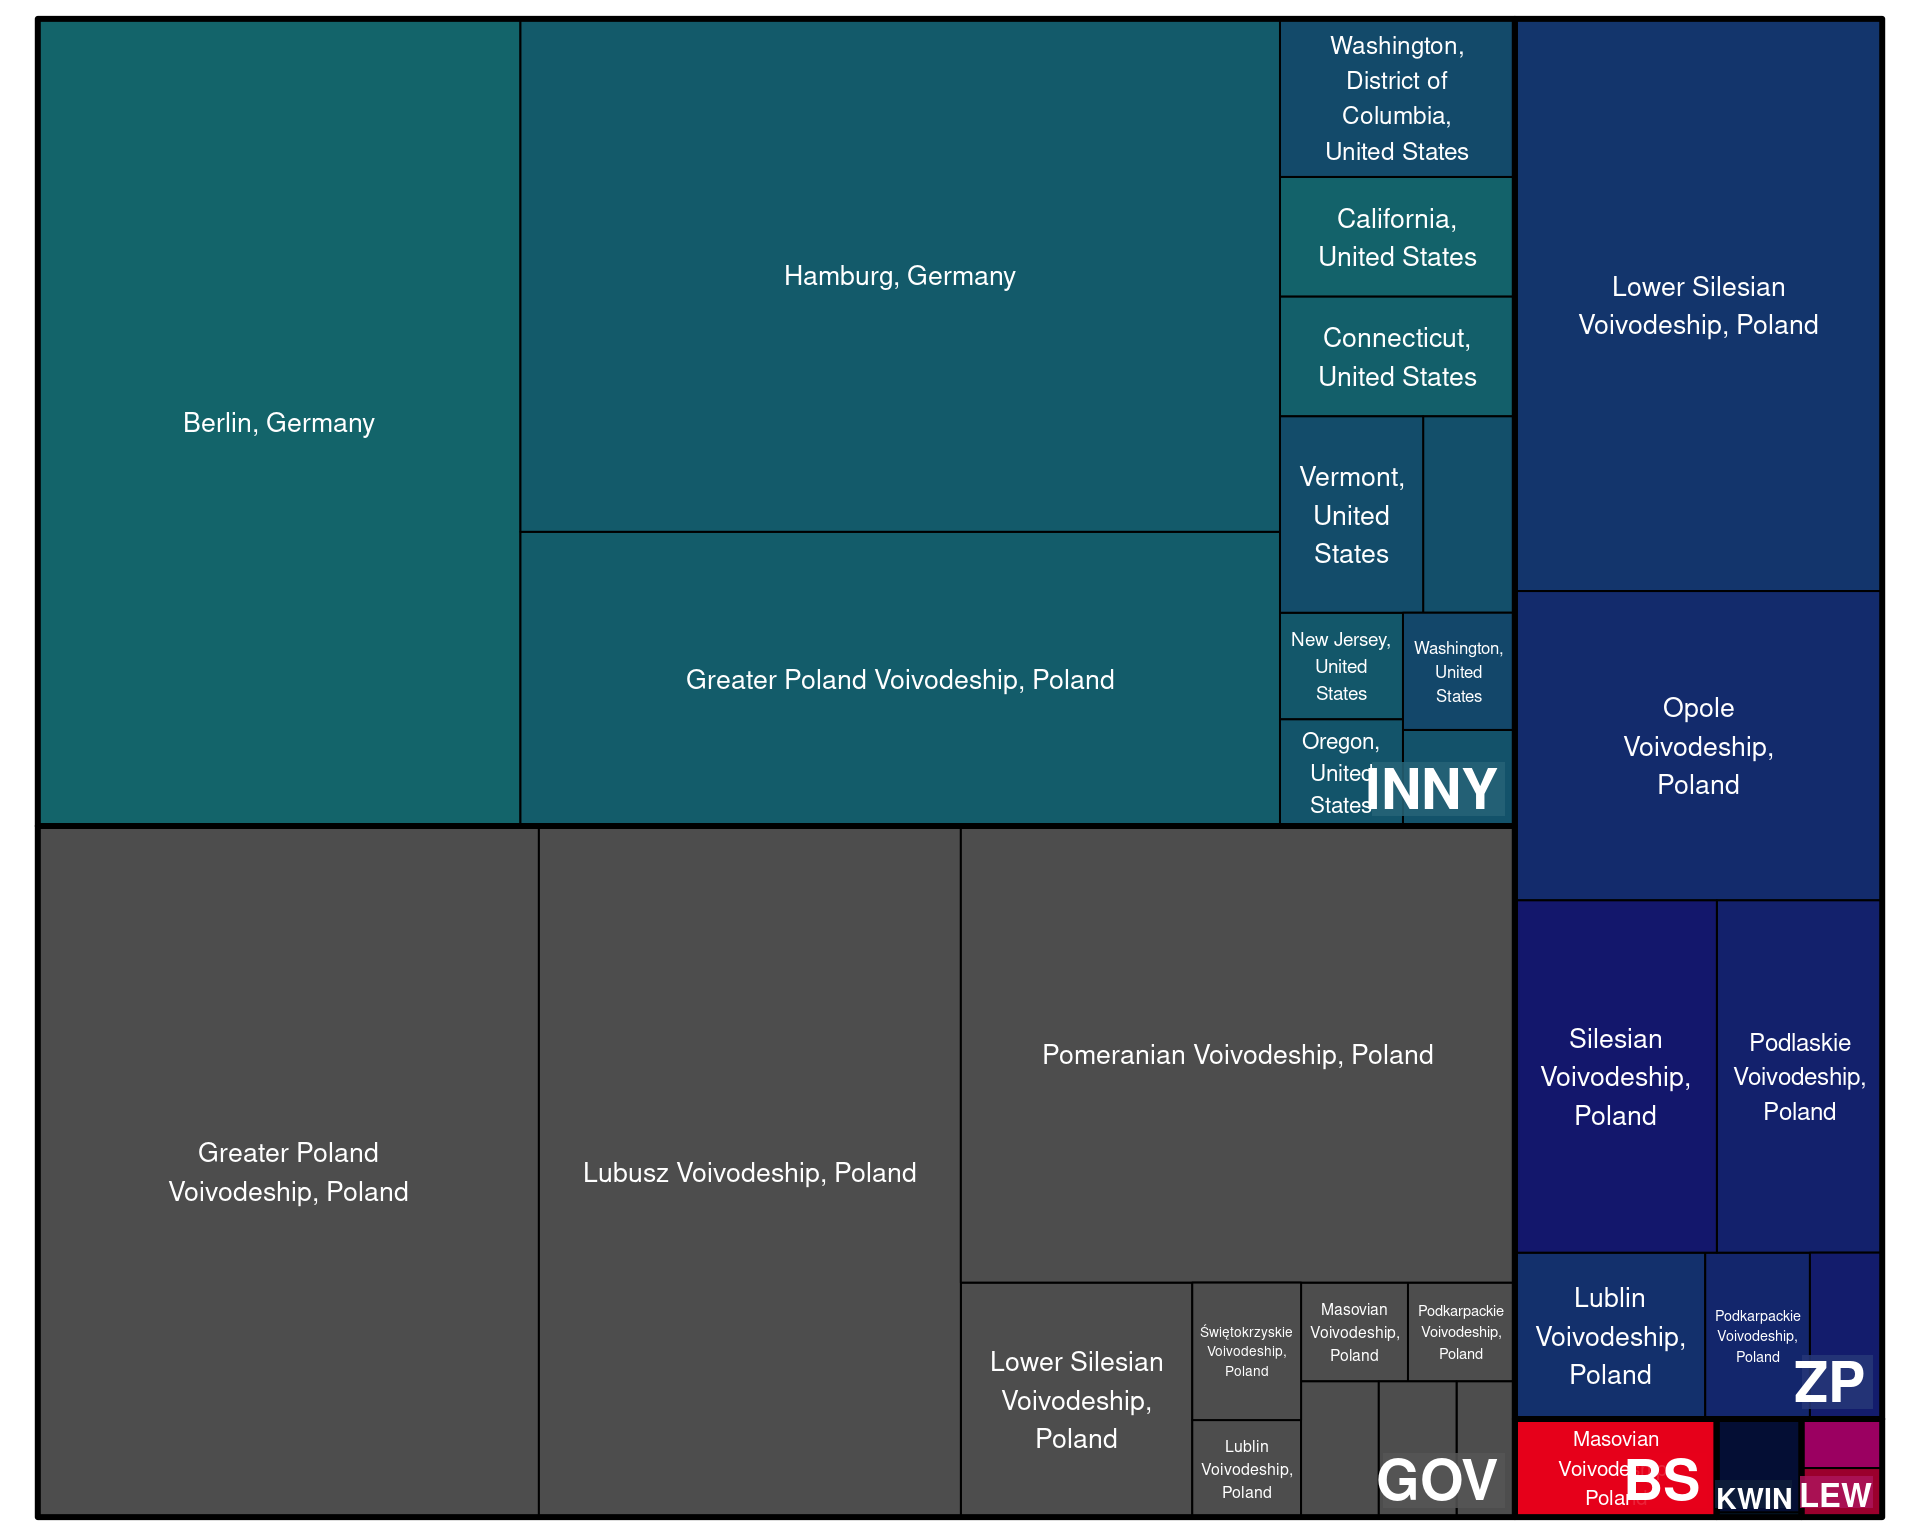 Berlin, Germany
Hamburg, Germany
Greater Poland Voivodeship, Poland
Washington,
District of
Columbia,
United States
California,
United States
Connecticut,
United States
Vermont,
United
States
New Jersey,
United
States
Washington,
United
States
Oregon,
United
States
INNY
Greater Poland
Voivodeship, Poland
Lubusz Voivodeship, Poland
Pomeranian Voivodeship, Poland
Lower Silesian
Voivodeship,
Poland
Świętokrzyskie
Voivodeship,
Poland
Lublin
Voivodeship,
Poland
Masovian
Voivodeship,
Poland
Podkarpackie
Voivodeship,
Poland
GOV
Lower Silesian
Voivodeship, Poland
Opole
Voivodeship,
Poland
Silesian
Voivodeship,
Poland
Podlaskie
Voivodeship,
Poland
Lublin
Voivodeship,
Poland
Podkarpackie
Voivodeship,
Poland
ZP
Masovian
Voivodeship,
Poland
BS
KWIN
LEW